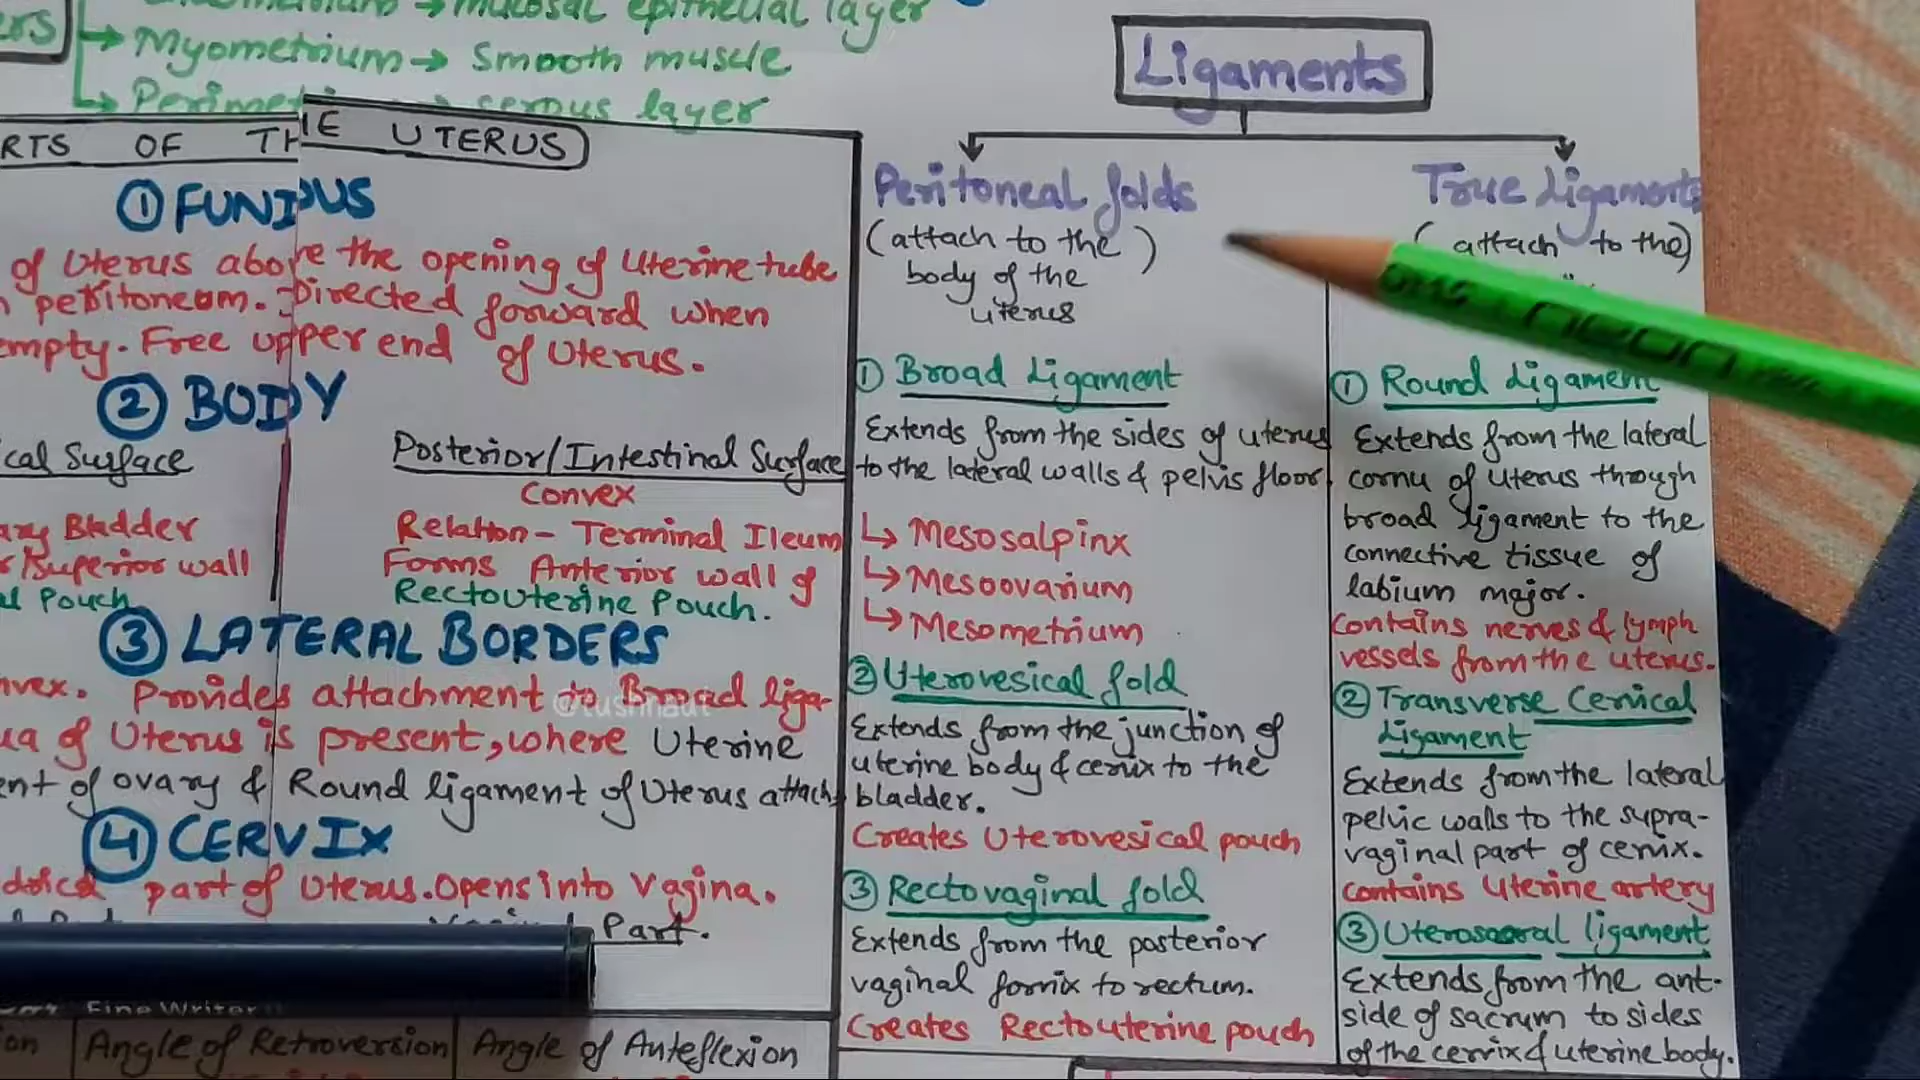 mucosal epithelial layer
ers
Myometrium → Smooth muscle
serous layer
RTS OF THE UTERUS
① FUNDUS
of Uterus above the opening of Uterine tube
peritoneum. Directed forward when
empty. Free upper end of Uterus.
② BODY
cal Surface
Posterior/Intestinal Surface
Convex
ary Bladder
Relation - Terminal Ileum
r/superior wall
Forms Anterior wall of
al Pouch
RectoUterine Pouch.
③ LATERAL BORDERS
nvex. Provides attachment to Broad liga-
@tushnaut
ua of Uterus is present, where Uterine
ent of ovary & Round ligament of Uterus attach
④ CERVIX
part of Uterus. Opens into Vagina.
Part.
Fine Writer
on
Angle of Retroversion
Angle of Anteflexion
Ligaments
Peritoneal folds
(attach to the)
body of the
uterus
① Broad Ligament
Extends from the sides of uterus
to the lateral walls & pelvis floor
↳ Mesosalpinx
↳ Mesoovarium
↳ Mesometrium
② Uterovesical fold
Extends from the junction of
uterine body & cervix to the
bladder.
Creates Uterovesical pouch
③ Rectovaginal fold
Extends from the posterior
vaginal fornix to rectum.
Creates Rectouterine pouch
True Ligaments
(attach to the)
① Round Ligament
Extends from the lateral
cornu of uterus through
broad ligament to the
connective tissue of
labium major.
contains nerves & lymph
vessels from the uterus.
② Transverse Cervical
Ligament
Extends from the lateral
pelvic walls to the supra-
vaginal part of cervix.
contains Uterine artery
③ Uterosacral ligament
Extends from the ant.
side of sacrum to sides
of the cervix & uterine body.